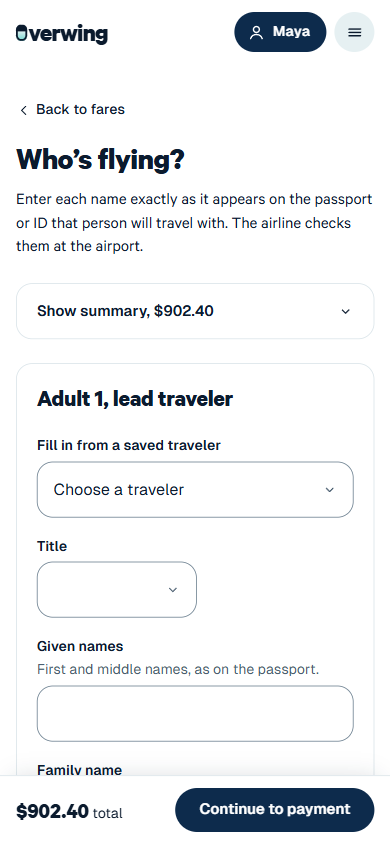 Overwing
Maya
Back to fares
Who's flying?
Enter each name exactly as it appears on the passport
or ID that person will travel with. The airline checks
them at the airport.
Show summary, $902.40
Adult 1, lead traveler
Fill in from a saved traveler
Choose a traveler
Title
Given names
First and middle names, as on the passport.
Family name
$902.40 total
Continue to payment